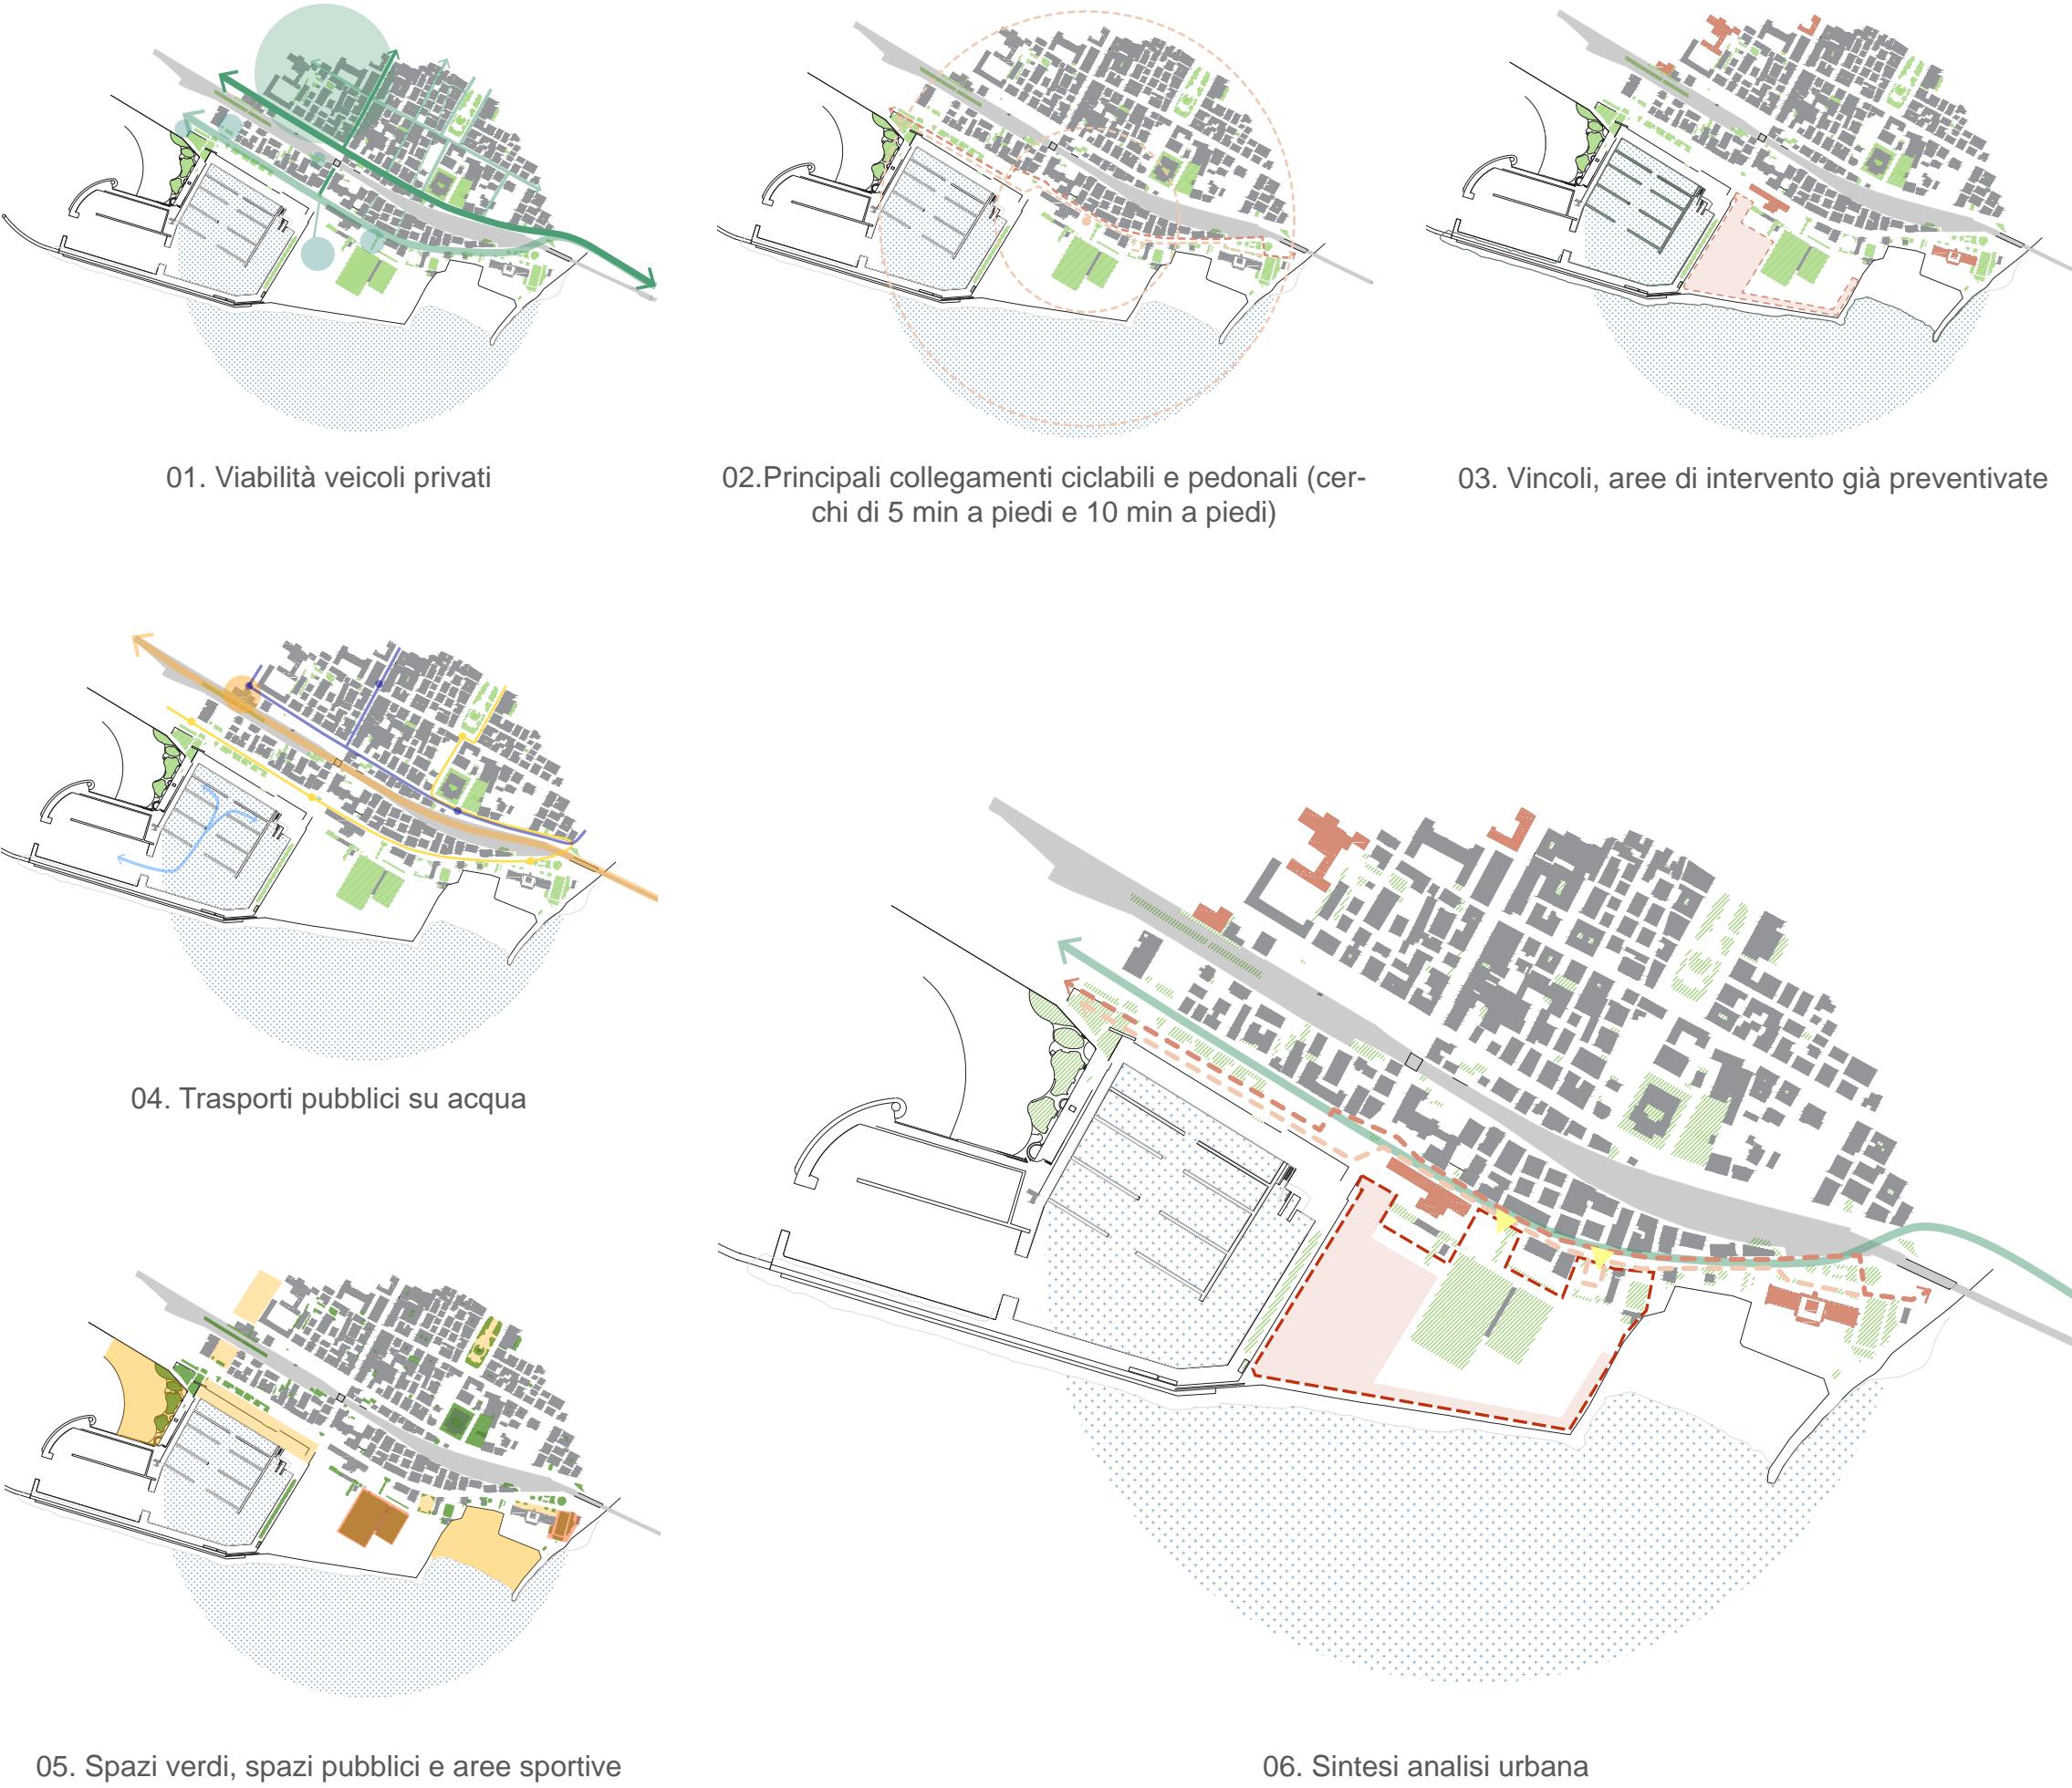 01. Viabilità veicoli privati
02.Principali collegamenti ciclabili e pedonali (cer-
chi di 5 min a piedi e 10 min a piedi)
03. Vincoli, aree di intervento già preventivate
04. Trasporti pubblici su acqua
05. Spazi verdi, spazi pubblici e aree sportive
06. Sintesi analisi urbana